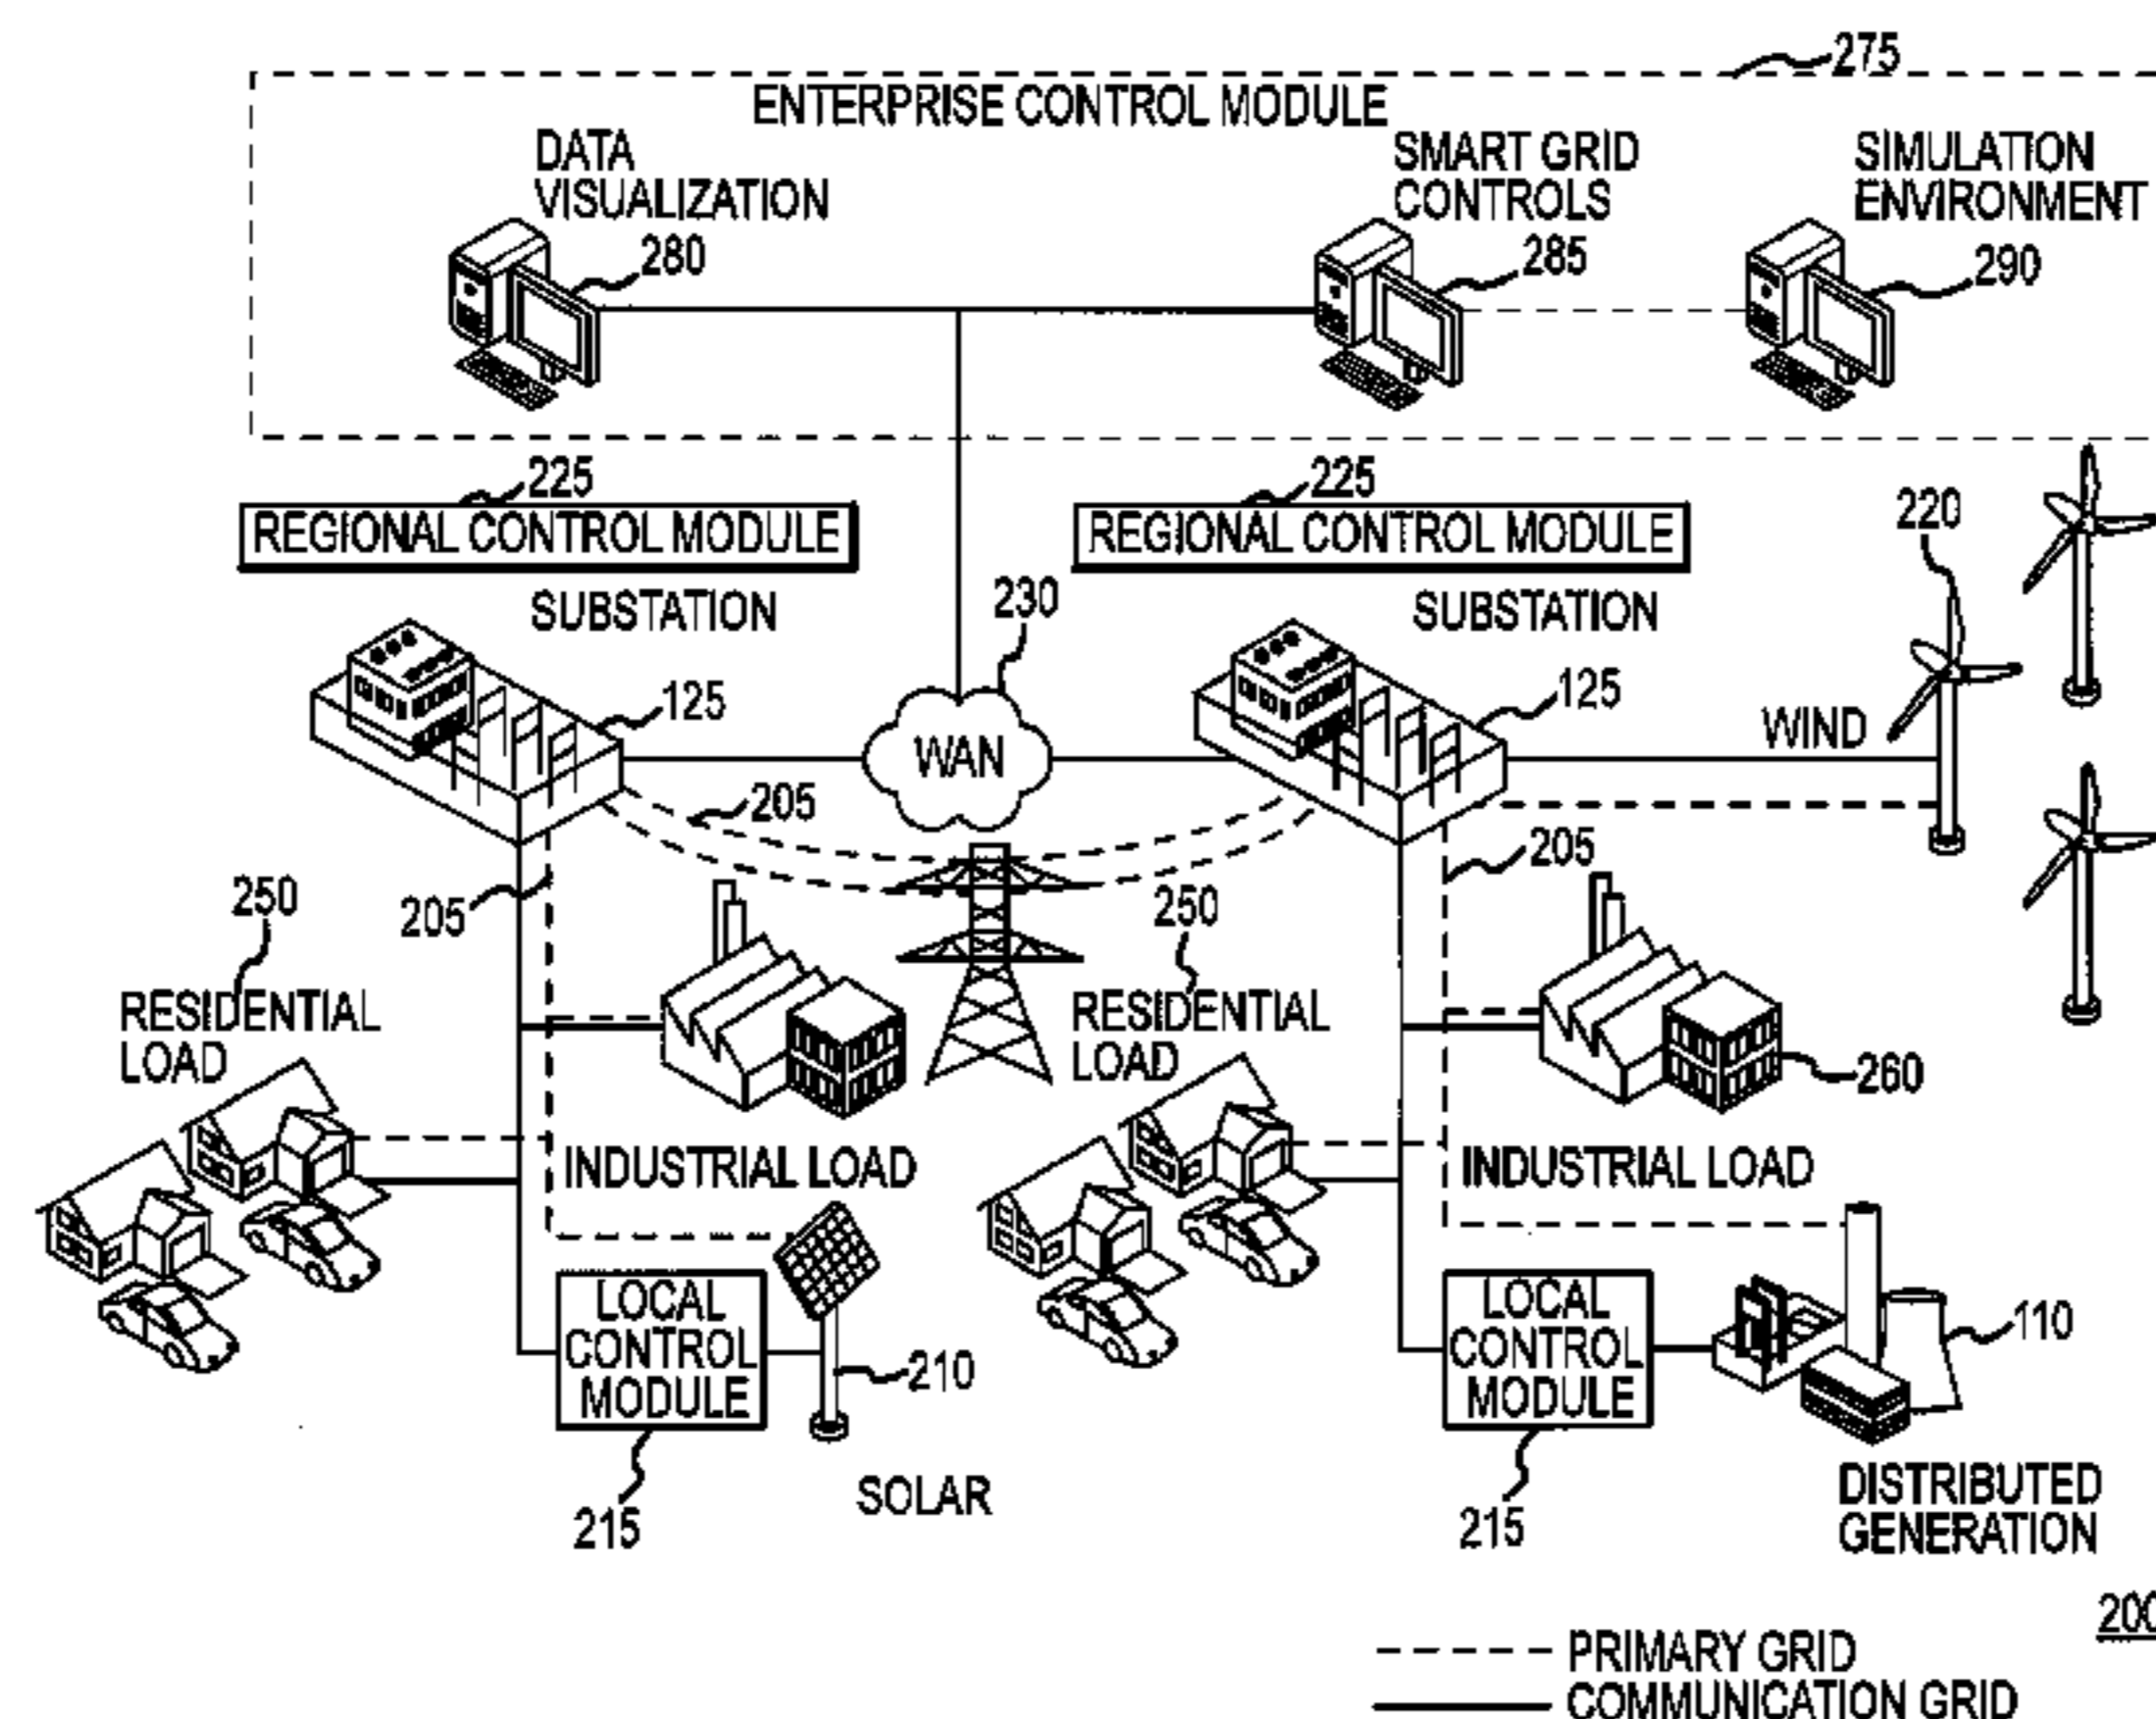 275
ENTERPRISE CONTROL MODULE
DATA
VISUALIZATION
280
SMART GRID
CONTROLS
285
SIMULATION
ENVIRONMENT
290
225
REGIONAL CONTROL MODULE
225
REGIONAL CONTROL MODULE
220
SUBSTATION
230
SUBSTATION
125
WAN
125
WIND
205
205
205
250
250
RESIDENTIAL
LOAD
RESIDENTIAL
LOAD
260
INDUSTRIAL LOAD
INDUSTRIAL LOAD
LOCAL
CONTROL
MODULE
210
LOCAL
CONTROL
MODULE
110
215
SOLAR
215
DISTRIBUTED
GENERATION
200
PRIMARY GRID
COMMUNICATION GRID